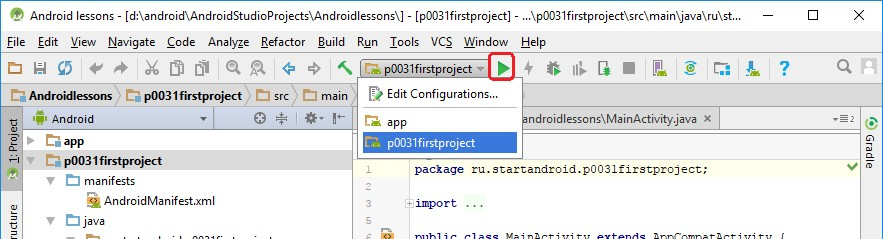 Android lessons - [d:\android\AndroidStudioProjects\Androidlessons\] - [p0031firstproject] - ...\p0031firstproject\src\main\java\ru\st...
File Edit View Navigate Code Analyze Refactor Build Run Tools VCS Window Help
p0031firstproject
Androidlessons p0031firstproject src main
Edit Configurations...
app
p0031firstproject
1: Project
Structure
Android
app
p0031firstproject
manifests
AndroidManifest.xml
java
androidlessons\MainActivity.java
2
1 package ru.startandroid.p0031firstproject;
3 import ...
public class MainActivity extends AppCompatActivity {
Gradle